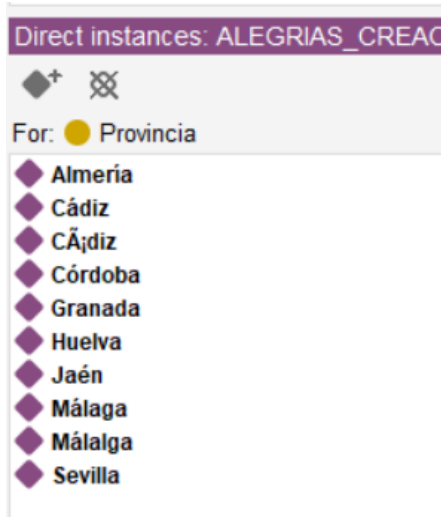 Direct instances: ALEGRIAS_CREAC
For: Provincia
Almería
Cádiz
CÃ¡diz
Córdoba
Granada
Huelva
Jaén
Málaga
Málalga
Sevilla